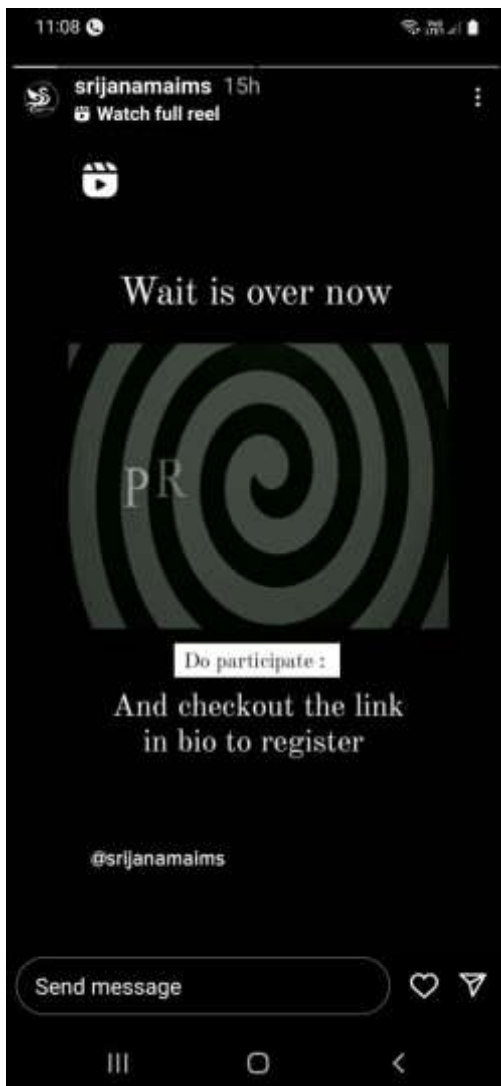 11:08
srijanamaims 15h
Watch full reel
Wait is over now
PR
Do participate :
And checkout the link
in bio to register
@srijanamaims
Send message